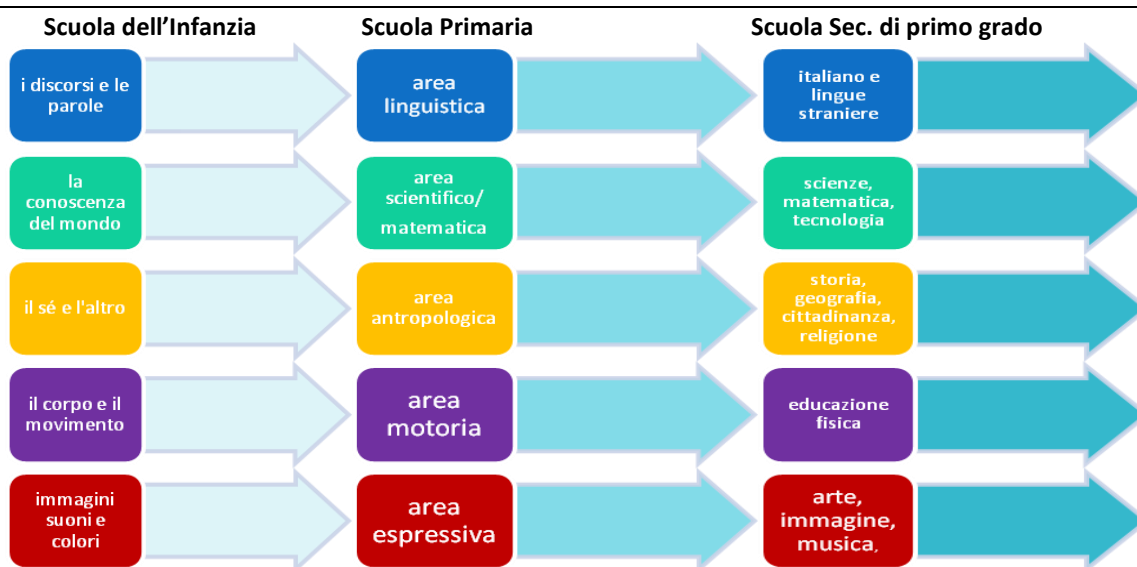 Scuola dell’Infanzia
Scuola Primaria
Scuola Sec. di primo grado
i discorsi e le
parole
area
linguistica
italiano e
lingue
straniere
la
conoscenza
del mondo
area
scientifico/
matematica
scienze,
matematica,
tecnologia
il sé e l'altro
area
antropologica
storia,
geografia,
cittadinanza,
religione
il corpo e il
movimento
area
motoria
educazione
fisica
immagini
suoni e
colori
area
espressiva
arte,
immagine,
musica,